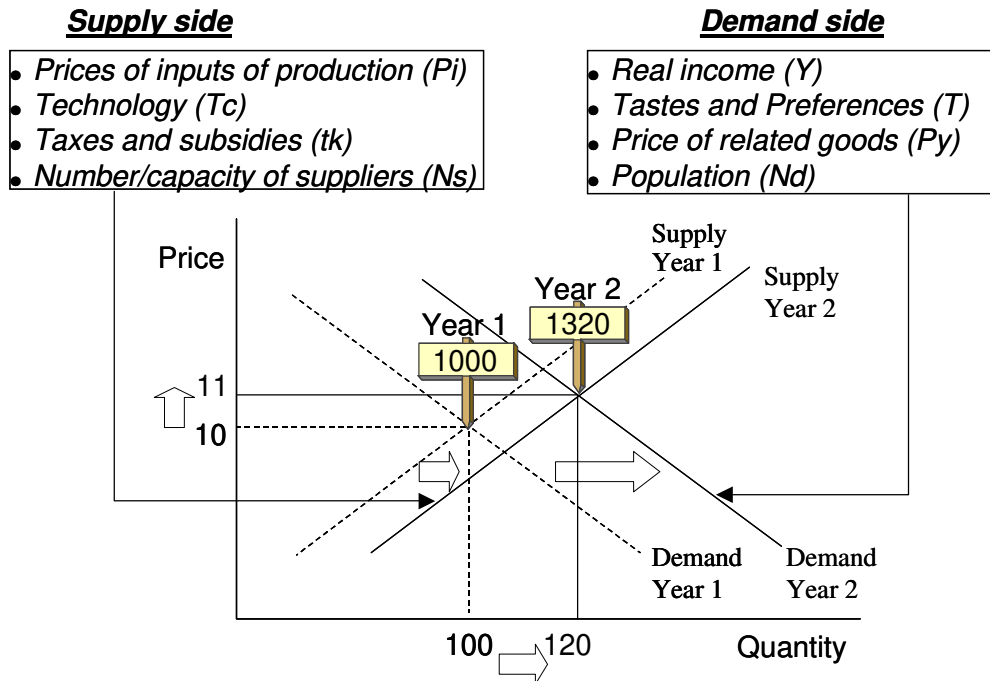 Supply side
• Prices of inputs of production (Pi)
• Technology (Tc)
• Taxes and subsidies (tk)
• Number/capacity of suppliers (Ns)
Demand side
• Real income (Y)
• Tastes and Preferences (T)
• Price of related goods (Py)
• Population (Nd)
Price
Supply
Year 1
Supply
Year 2
Year 2
1320
Year 1
1000
11
10
Demand
Year 1
Demand
Year 2
100
120
Quantity